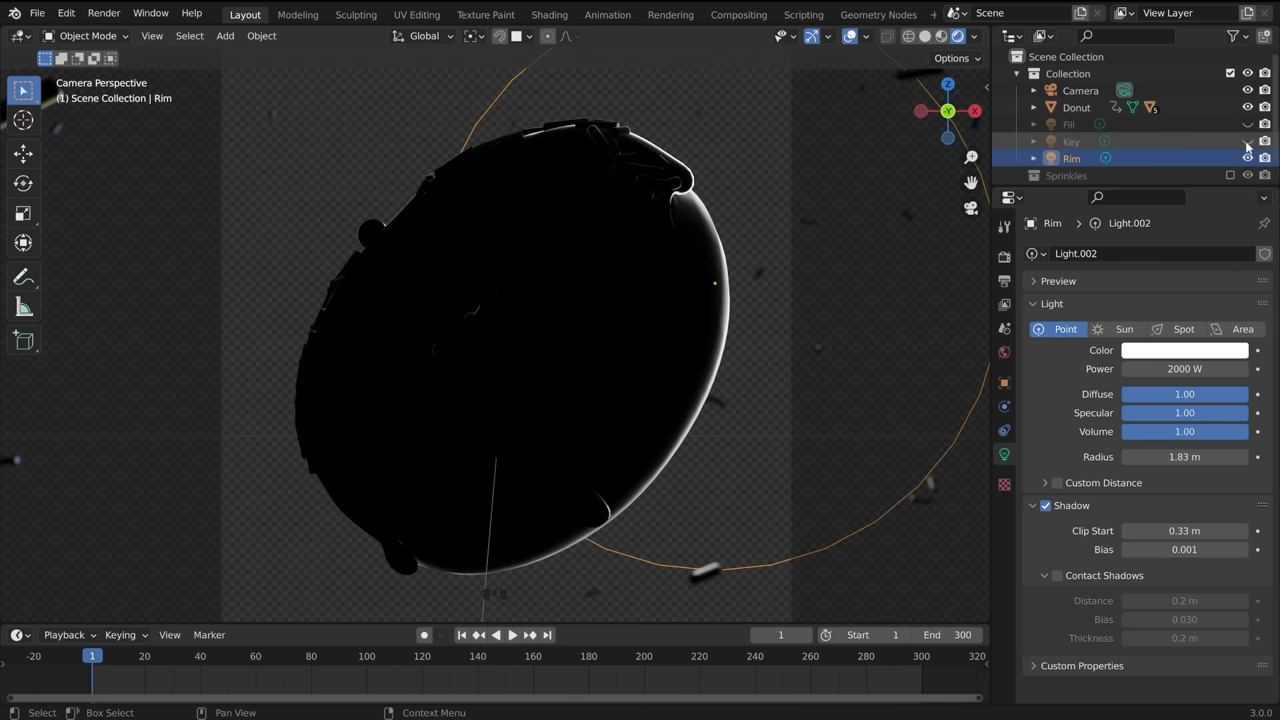 File Edit Render Window Help Layout Modeling Sculpting UV Editing Texture Paint Shading Animation Rendering Compositing Scripting Geometry Nodes + Scene View Layer
Object Mode View Select Add Object Global
Options
Camera Perspective
(1) Scene Collection | Rim
Z
-Y
X
Scene Collection
Collection
Camera
Donut 5
Fill
Key
Rim
Sprinkles
Rim Light.002
Light.002
Preview
Light
Point Sun Spot Area
Color
Power 2000 W
Diffuse 1.00
Specular 1.00
Volume 1.00
Radius 1.83 m
Custom Distance
Shadow
Clip Start 0.33 m
Bias 0.001
Contact Shadows
Distance 0.2 m
Bias 0.030
Thickness 0.2 m
Custom Properties
Playback Keying View Marker 1 Start 1 End 300
-20 1 20 40 60 80 100 120 140 160 180 200 220 240 260 280 300 320
Select Box Select Pan View Context Menu 3.0.0